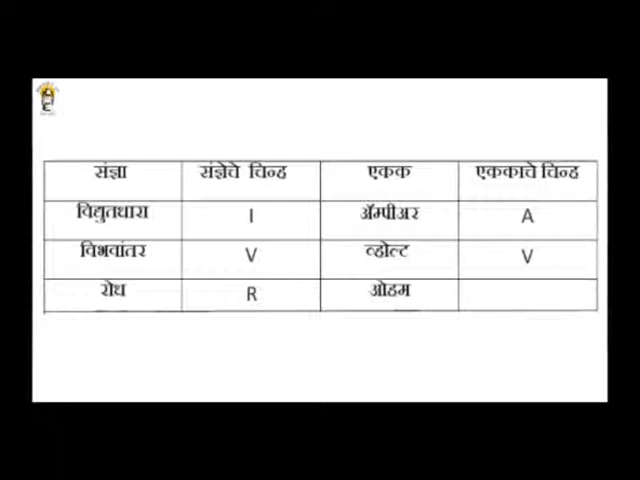 संज्ञा संज्ञेचे चिन्ह एकक एककाचे चिन्ह
विद्युतधारा I ॲम्पीअर A
विभवांतर V व्होल्ट V
रोध R ओहम